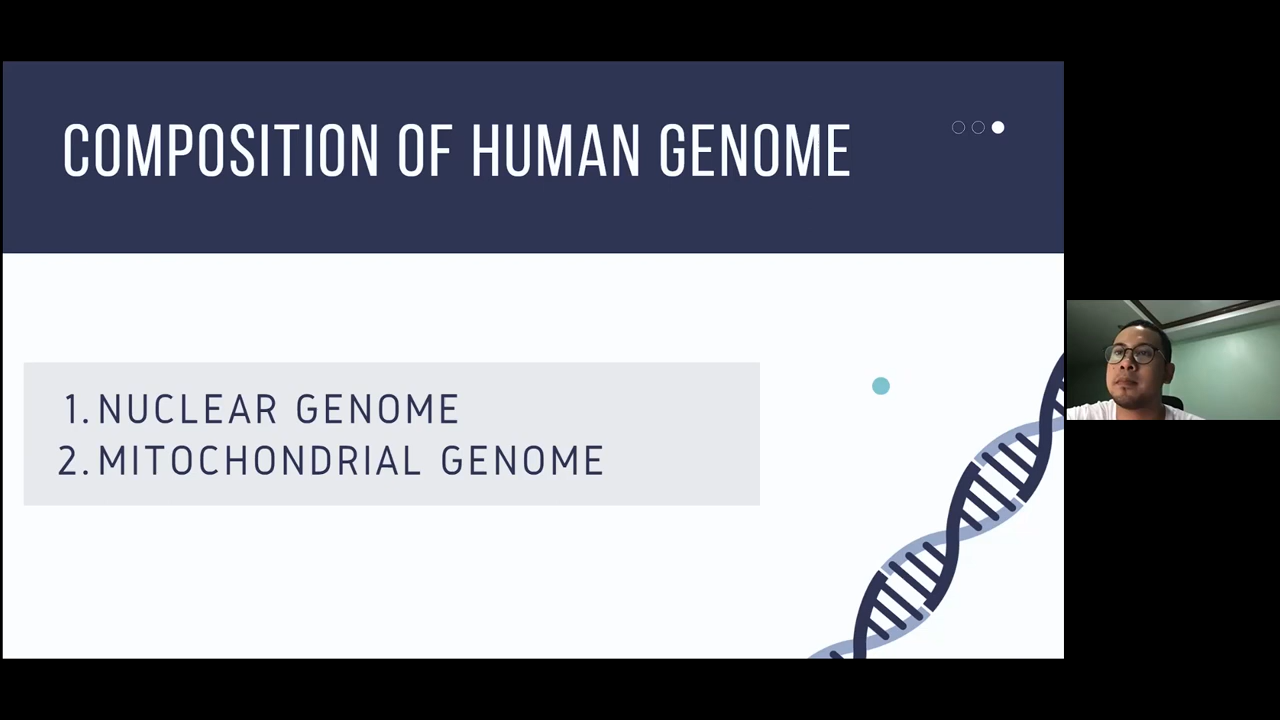 COMPOSITION OF HUMAN GENOME
1. NUCLEAR GENOME
2. MITOCHONDRIAL GENOME